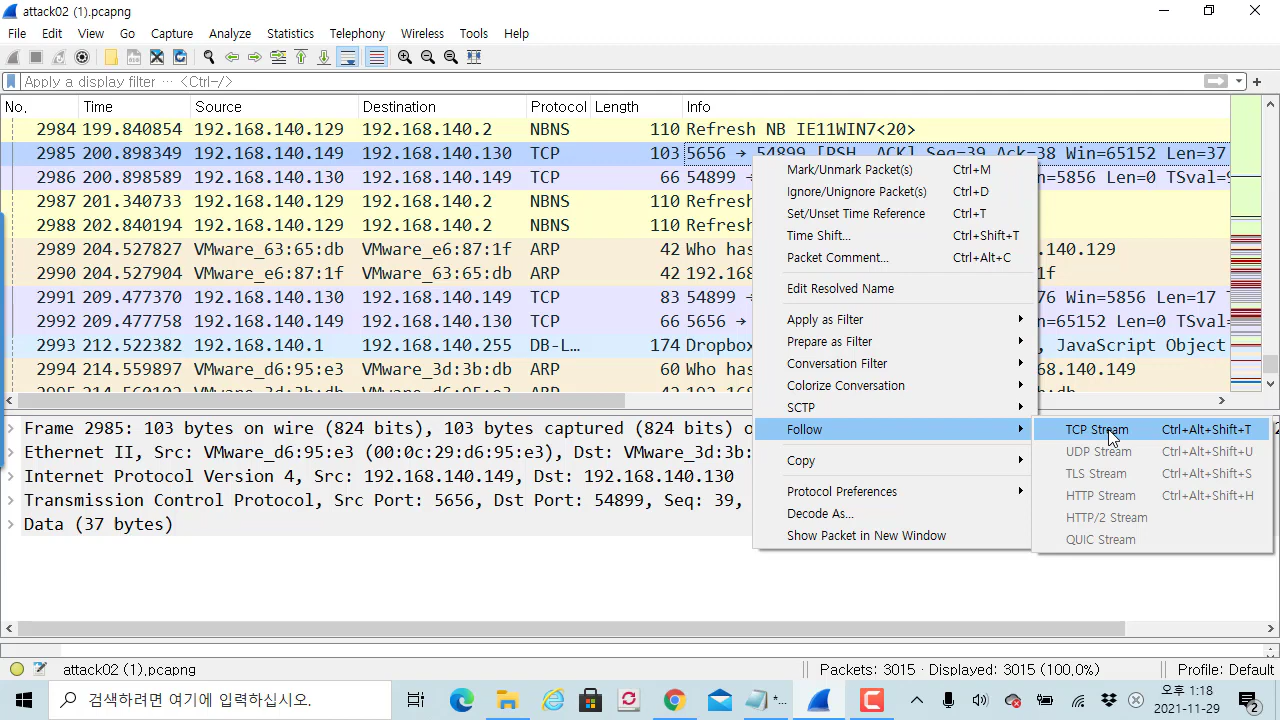 attack02 (1).pcapng
File Edit View Go Capture Analyze Statistics Telephony Wireless Tools Help
Apply a display filter … <Ctrl-/>
No. Time Source Destination Protocol Length Info
2984 199.840854 192.168.140.129 192.168.140.2 NBNS 110 Refresh NB IE11WIN7<20>
2985 200.898349 192.168.140.149 192.168.140.130 TCP 103 5656 → 54899 [PSH, ACK] Seq=39 Ack=38 Win=65152 Len=37
2986 200.898589 192.168.140.130 192.168.140.149 TCP 66 54899 → =5856 Len=0 TSval=9
2987 201.340733 192.168.140.129 192.168.140.2 NBNS 110 Refres
2988 202.840194 192.168.140.129 192.168.140.2 NBNS 110 Refres
2989 204.527827 VMware_63:65:db VMware_e6:87:1f ARP 42 Who has .140.129
2990 204.527904 VMware_e6:87:1f VMware_63:65:db ARP 42 192.168 1f
2991 209.477370 192.168.140.130 192.168.140.149 TCP 83 54899 → 76 Win=5856 Len=17 T
2992 209.477758 192.168.140.149 192.168.140.130 TCP 66 5656 → =65152 Len=0 TSval=
2993 212.522382 192.168.140.1 192.168.140.255 DB-L… 174 Dropbox , JavaScript Object
2994 214.559897 VMware_d6:95:e3 VMware_3d:3b:db ARP 60 Who has 68.140.149
Mark/Unmark Packet(s) Ctrl+M
Ignore/Unignore Packet(s) Ctrl+D
Set/Unset Time Reference Ctrl+T
Time Shift... Ctrl+Shift+T
Packet Comment... Ctrl+Alt+C
Edit Resolved Name
Apply as Filter
Prepare as Filter
Conversation Filter
Colorize Conversation
SCTP
Follow
Copy
Protocol Preferences
Decode As...
Show Packet in New Window
TCP Stream Ctrl+Alt+Shift+T
UDP Stream Ctrl+Alt+Shift+U
TLS Stream Ctrl+Alt+Shift+S
HTTP Stream Ctrl+Alt+Shift+H
HTTP/2 Stream
QUIC Stream
Frame 2985: 103 bytes on wire (824 bits), 103 bytes captured (824 bits) o
Ethernet II, Src: VMware_d6:95:e3 (00:0c:29:d6:95:e3), Dst: VMware_3d:3b:
Internet Protocol Version 4, Src: 192.168.140.149, Dst: 192.168.140.130
Transmission Control Protocol, Src Port: 5656, Dst Port: 54899, Seq: 39,
Data (37 bytes)
attack02 (1).pcapng Packets: 3015 · Displayed: 3015 (100.0%) Profile: Default
검색하려면 여기에 입력하십시오.
오후 1:18
2021-11-29
2